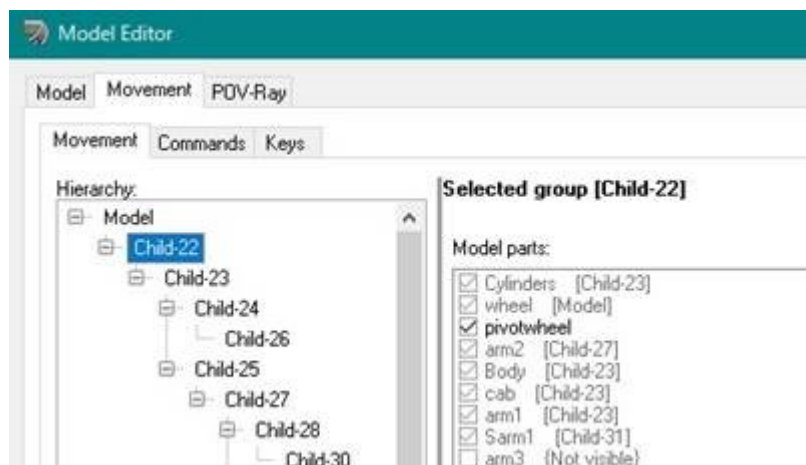 Model Editor
Model Movement POV-Ray
Movement Commands Keys
Hierarchy:
Model
Child-22
Child-23
Child-24
Child-26
Child-25
Child-27
Child-28
Child-30
Selected group [Child-22]
Model parts:
Cylinders [Child-23]
wheel [Model]
pivotwheel
arm2 [Child-27]
Body [Child-23]
cab [Child-23]
arm1 [Child-23]
Sarm1 [Child-31]
arm3 {Not visible}